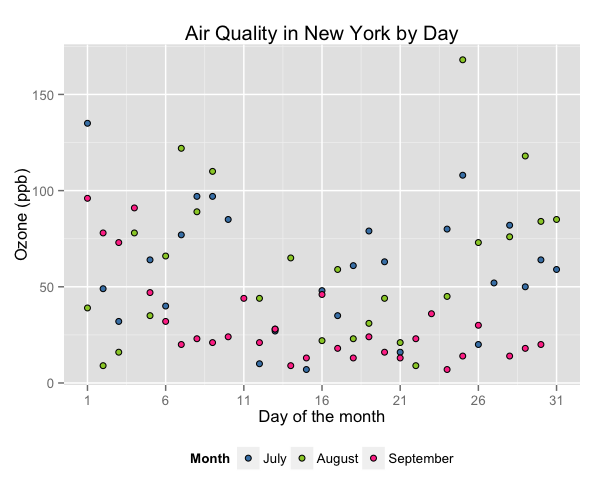 Air Quality in New York by Day
Ozone (ppb)
150
100
50
0
1 6 11 16 21 26 31
Day of the month
Month July August September